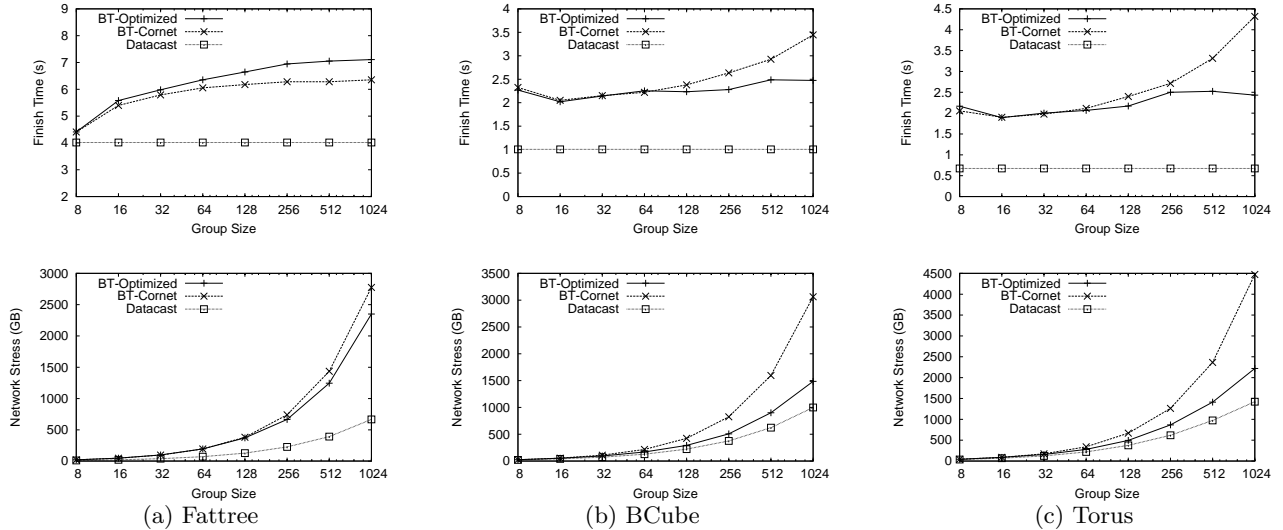 9
8
7
6
5
4
3
2
Finish Time (s)
BT-Optimized
BT-Cornet
Datacast
8 16 32 64 128 256 512 1024
Group Size
4
3.5
3
2.5
2
1.5
1
0.5
0
Finish Time (s)
BT-Optimized
BT-Cornet
Datacast
8 16 32 64 128 256 512 1024
Group Size
4.5
4
3.5
3
2.5
2
1.5
1
0.5
0
Finish Time (s)
BT-Optimized
BT-Cornet
Datacast
8 16 32 64 128 256 512 1024
Group Size
3000
2500
2000
1500
1000
500
0
Network Stress (GB)
BT-Optimized
BT-Cornet
Datacast
8 16 32 64 128 256 512 1024
Group Size
(a) Fattree
3500
3000
2500
2000
1500
1000
500
0
Network Stress (GB)
BT-Optimized
BT-Cornet
Datacast
8 16 32 64 128 256 512 1024
Group Size
(b) BCube
4500
4000
3500
3000
2500
2000
1500
1000
500
0
Network Stress (GB)
BT-Optimized
BT-Cornet
Datacast
8 16 32 64 128 256 512 1024
Group Size
(c) Torus